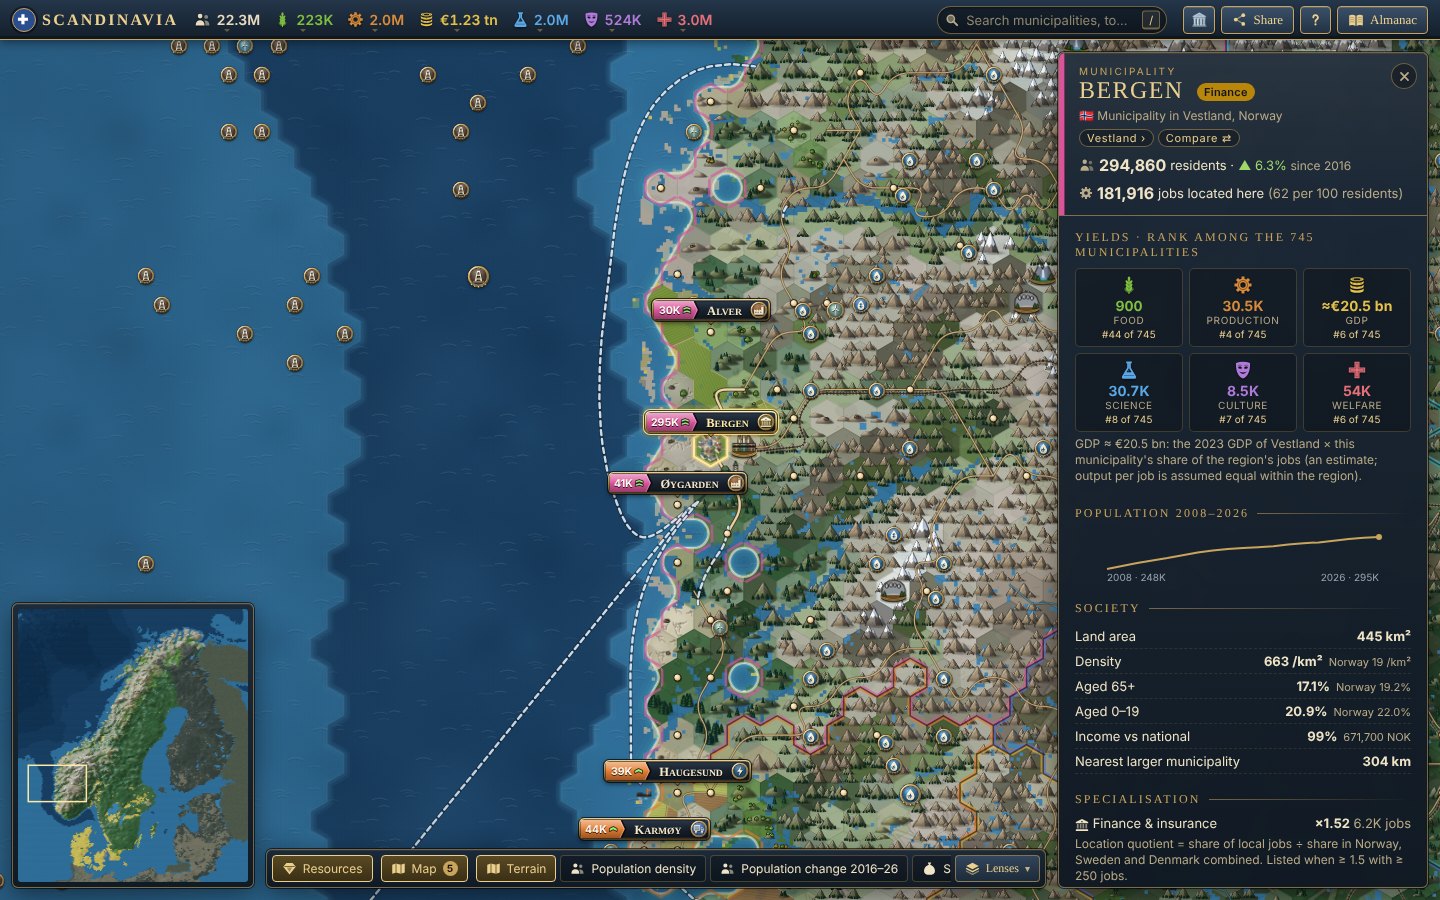 SCANDINAVIA
22.3M
223K
2.0M
€1.23 tn
2.0M
524K
3.0M
Search municipalities, to...
/
Share
?
Almanac
MUNICIPALITY
BERGEN
Finance
Municipality in Vestland, Norway
Vestland ›
Compare ⇄
294,860 residents · ▲ 6.3% since 2016
181,916 jobs located here (62 per 100 residents)
YIELDS · RANK AMONG THE 745
MUNICIPALITIES
900
FOOD
#44 of 745
30.5K
PRODUCTION
#4 of 745
≈€20.5 bn
GDP
#6 of 745
30.7K
SCIENCE
#8 of 745
8.5K
CULTURE
#7 of 745
54K
WELFARE
#6 of 745
GDP ≈ €20.5 bn: the 2023 GDP of Vestland × this
municipality's share of the region's jobs (an estimate;
output per job is assumed equal within the region).
POPULATION 2008–2026
2008 · 248K
2026 · 295K
SOCIETY
Land area 445 km²
Density 663 /km² Norway 19 /km²
Aged 65+ 17.1% Norway 19.2%
Aged 0–19 20.9% Norway 22.0%
Income vs national 99% 671,700 NOK
Nearest larger municipality 304 km
SPECIALISATION
Finance & insurance ×1.52 6.2K jobs
Location quotient = share of local jobs ÷ share in Norway,
Sweden and Denmark combined. Listed when ≥ 1.5 with ≥
250 jobs.
30K ALVER
295K BERGEN
41K ØYGARDEN
39K HAUGESUND
44K KARMØY
Resources
Map 5
Terrain
Population density
Population change 2016–26
S
Lenses ▾